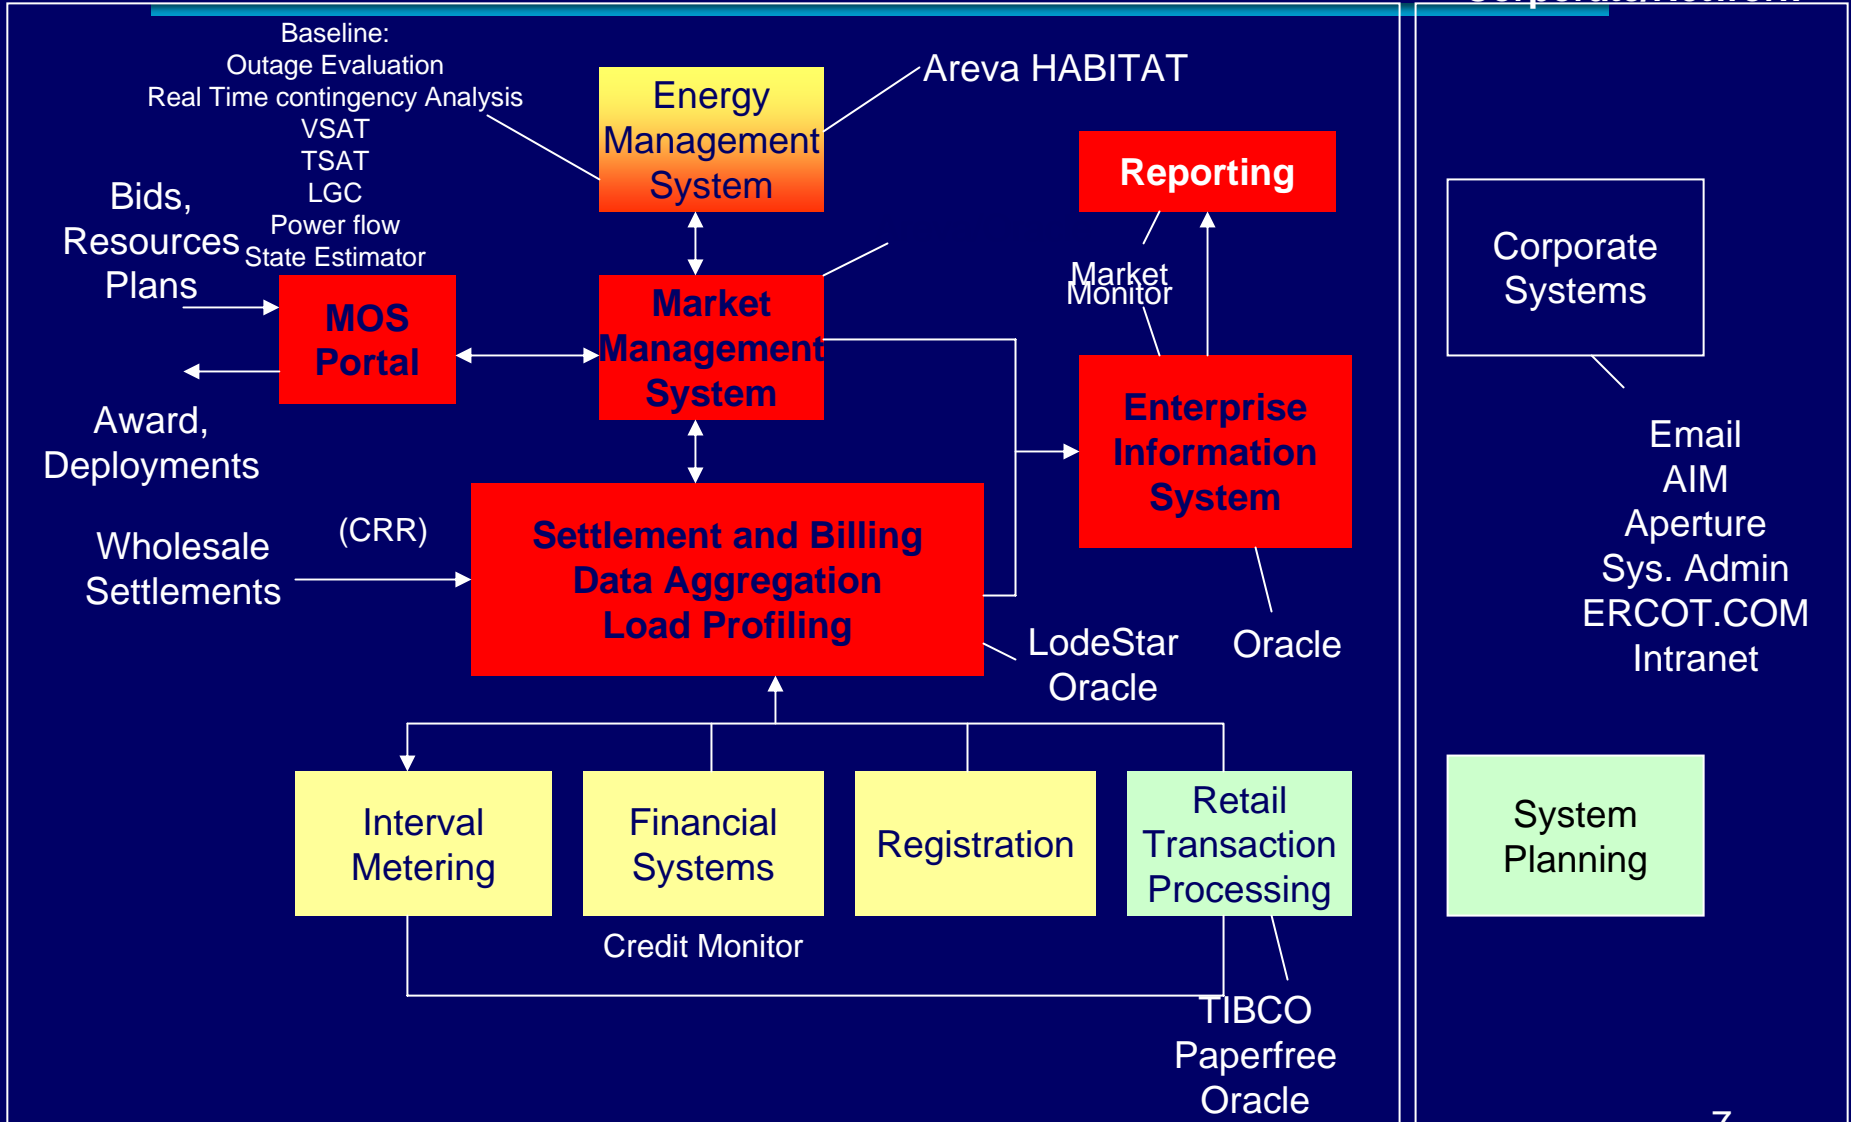 Corporate/Network
Baseline:
Outage Evaluation
Real Time contingency Analysis
VSAT
TSAT
LGC
Power flow
State Estimator
Energy
Management
System
Areva HABITAT
Reporting
Bids,
Resources
Plans
MOS
Portal
Award,
Deployments
Market
Management
System
Market
Monitor
Enterprise
Information
System
Wholesale
Settlements
(CRR)
Settlement and Billing
Data Aggregation
Load Profiling
LodeStar
Oracle
Oracle
Interval
Metering
Financial
Systems
Registration
Retail
Transaction
Processing
Credit Monitor
TIBCO
Paperfree
Oracle
Corporate
Systems
Email
AIM
Aperture
Sys. Admin
ERCOT.COM
Intranet
System
Planning
7